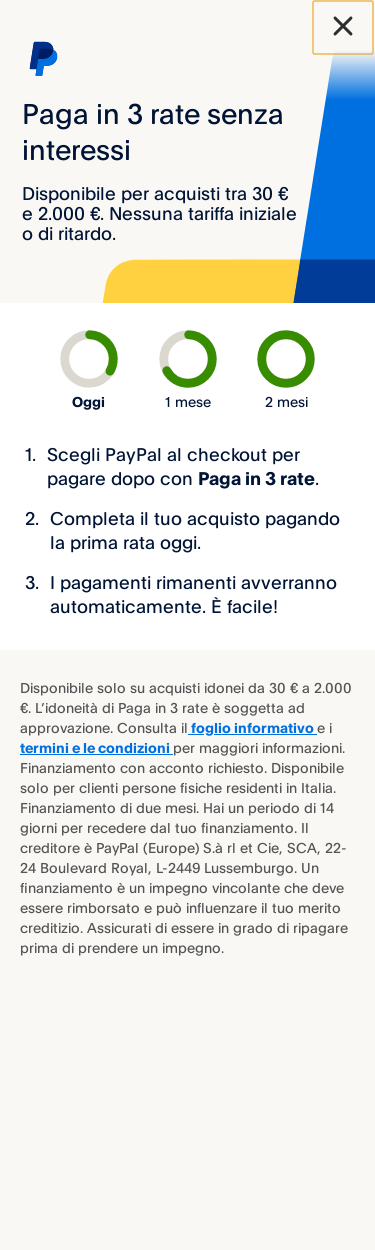 Paga in 3 rate senza
interessi
Disponibile per acquisti tra 30 €
e 2.000 €. Nessuna tariffa iniziale
o di ritardo.
Oggi
1 mese
2 mesi
1. Scegli PayPal al checkout per
pagare dopo con Paga in 3 rate.
2. Completa il tuo acquisto pagando
la prima rata oggi.
3. I pagamenti rimanenti avverranno
automaticamente. È facile!
Disponibile solo su acquisti idonei da 30 € a 2.000
€. L'idoneità di Paga in 3 rate è soggetta ad
approvazione. Consulta il foglio informativo e i
termini e le condizioni per maggiori informazioni.
Finanziamento con acconto richiesto. Disponibile
solo per clienti persone fisiche residenti in Italia.
Finanziamento di due mesi. Hai un periodo di 14
giorni per recedere dal tuo finanziamento. Il
creditore è PayPal (Europe) S.à rl et Cie, SCA, 22-
24 Boulevard Royal, L-2449 Lussemburgo. Un
finanziamento è un impegno vincolante che deve
essere rimborsato e può influenzare il tuo merito
creditizio. Assicurati di essere in grado di ripagare
prima di prendere un impegno.